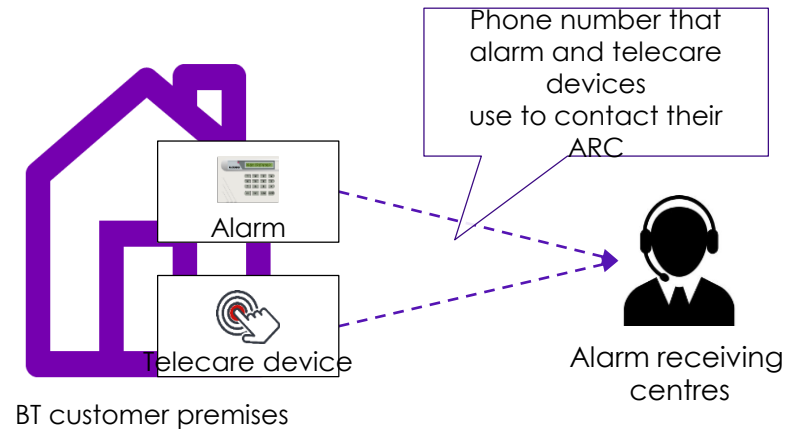 Phone number that
alarm and telecare
devices
use to contact their
ARC
Alarm
Telecare device
Alarm receiving
centres
BT customer premises